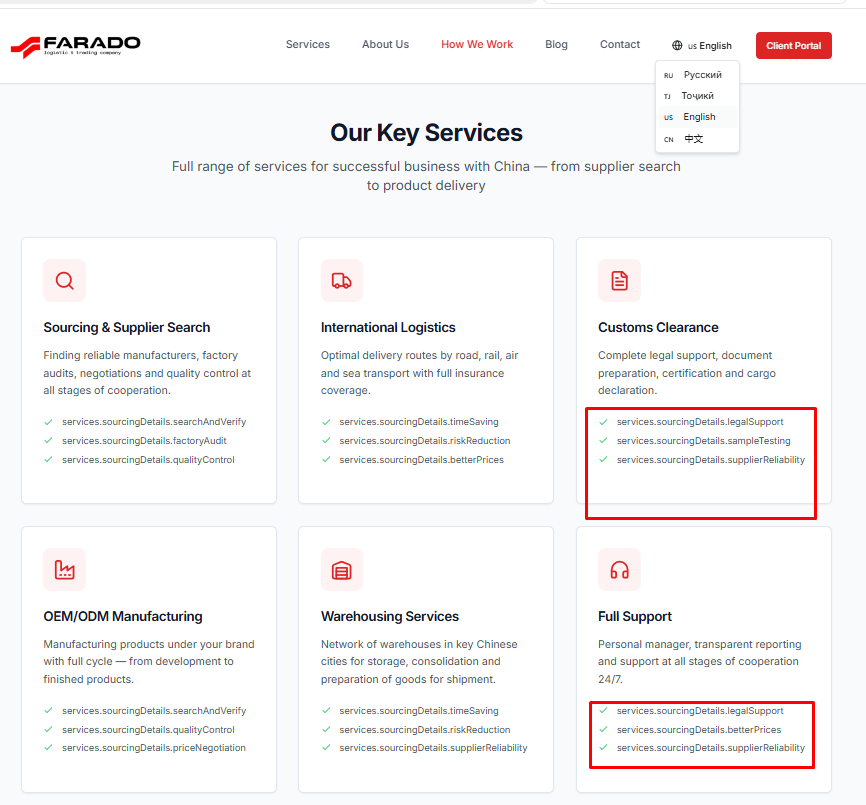 FARADO
logistic & trading company
Services
About Us
How We Work
Blog
Contact
US English
Client Portal
RU Русский
TJ Тоҷикӣ
US English
CN 中文
Our Key Services
Full range of services for successful business with China — from supplier search
to product delivery
Sourcing & Supplier Search
Finding reliable manufacturers, factory
audits, negotiations and quality control at
all stages of cooperation.
services.sourcingDetails.searchAndVerify
services.sourcingDetails.factoryAudit
services.sourcingDetails.qualityControl
International Logistics
Optimal delivery routes by road, rail, air
and sea transport with full insurance
coverage.
services.sourcingDetails.timeSaving
services.sourcingDetails.riskReduction
services.sourcingDetails.betterPrices
Customs Clearance
Complete legal support, document
preparation, certification and cargo
declaration.
services.sourcingDetails.legalSupport
services.sourcingDetails.sampleTesting
services.sourcingDetails.supplierReliability
OEM/ODM Manufacturing
Manufacturing products under your brand
with full cycle — from development to
finished products.
services.sourcingDetails.searchAndVerify
services.sourcingDetails.qualityControl
services.sourcingDetails.priceNegotiation
Warehousing Services
Network of warehouses in key Chinese
cities for storage, consolidation and
preparation of goods for shipment.
services.sourcingDetails.timeSaving
services.sourcingDetails.riskReduction
services.sourcingDetails.supplierReliability
Full Support
Personal manager, transparent reporting
and support at all stages of cooperation
24/7.
services.sourcingDetails.legalSupport
services.sourcingDetails.betterPrices
services.sourcingDetails.supplierReliability